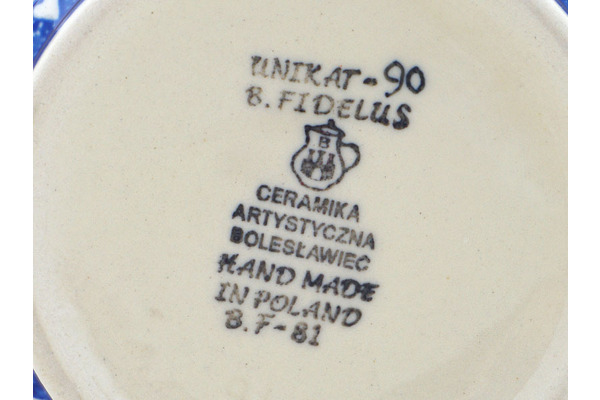 UNIKAT-90
B. FIDELUS
B
CERAMIKA
ARTYSTYCZNA
BOLESŁAWIEC
HAND MADE
IN POLAND
B.F-81